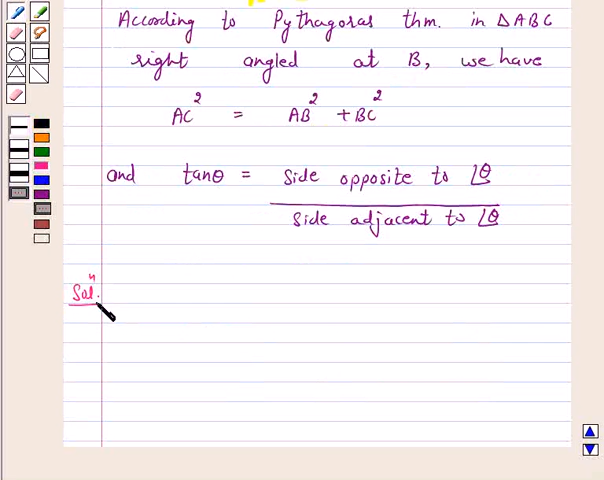 According to Pythagoras thm. in ΔABC
right angled at B, we have
AC² = AB² + BC²
and tanθ = Side opposite to ∠θ
Side adjacent to ∠θ
Solⁿ.